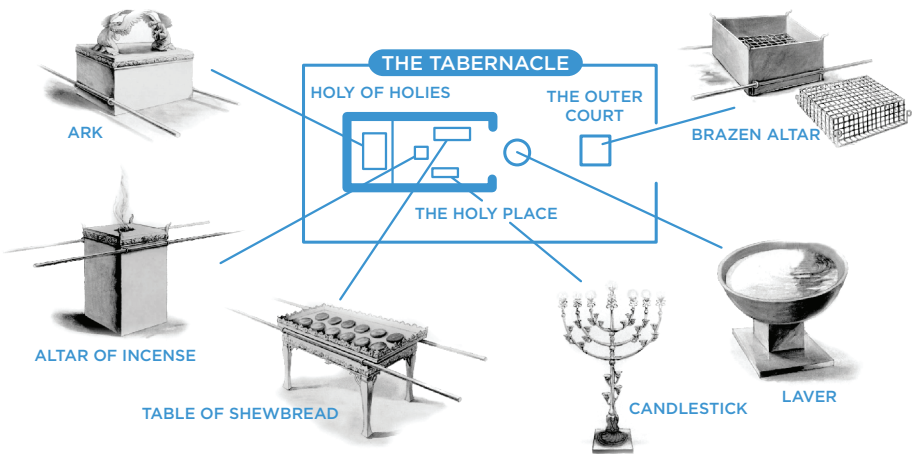 THE TABERNACLE
HOLY OF HOLIES
THE OUTER
COURT
ARK
BRAZEN ALTAR
THE HOLY PLACE
ALTAR OF INCENSE
TABLE OF SHEWBREAD
CANDLESTICK
LAVER